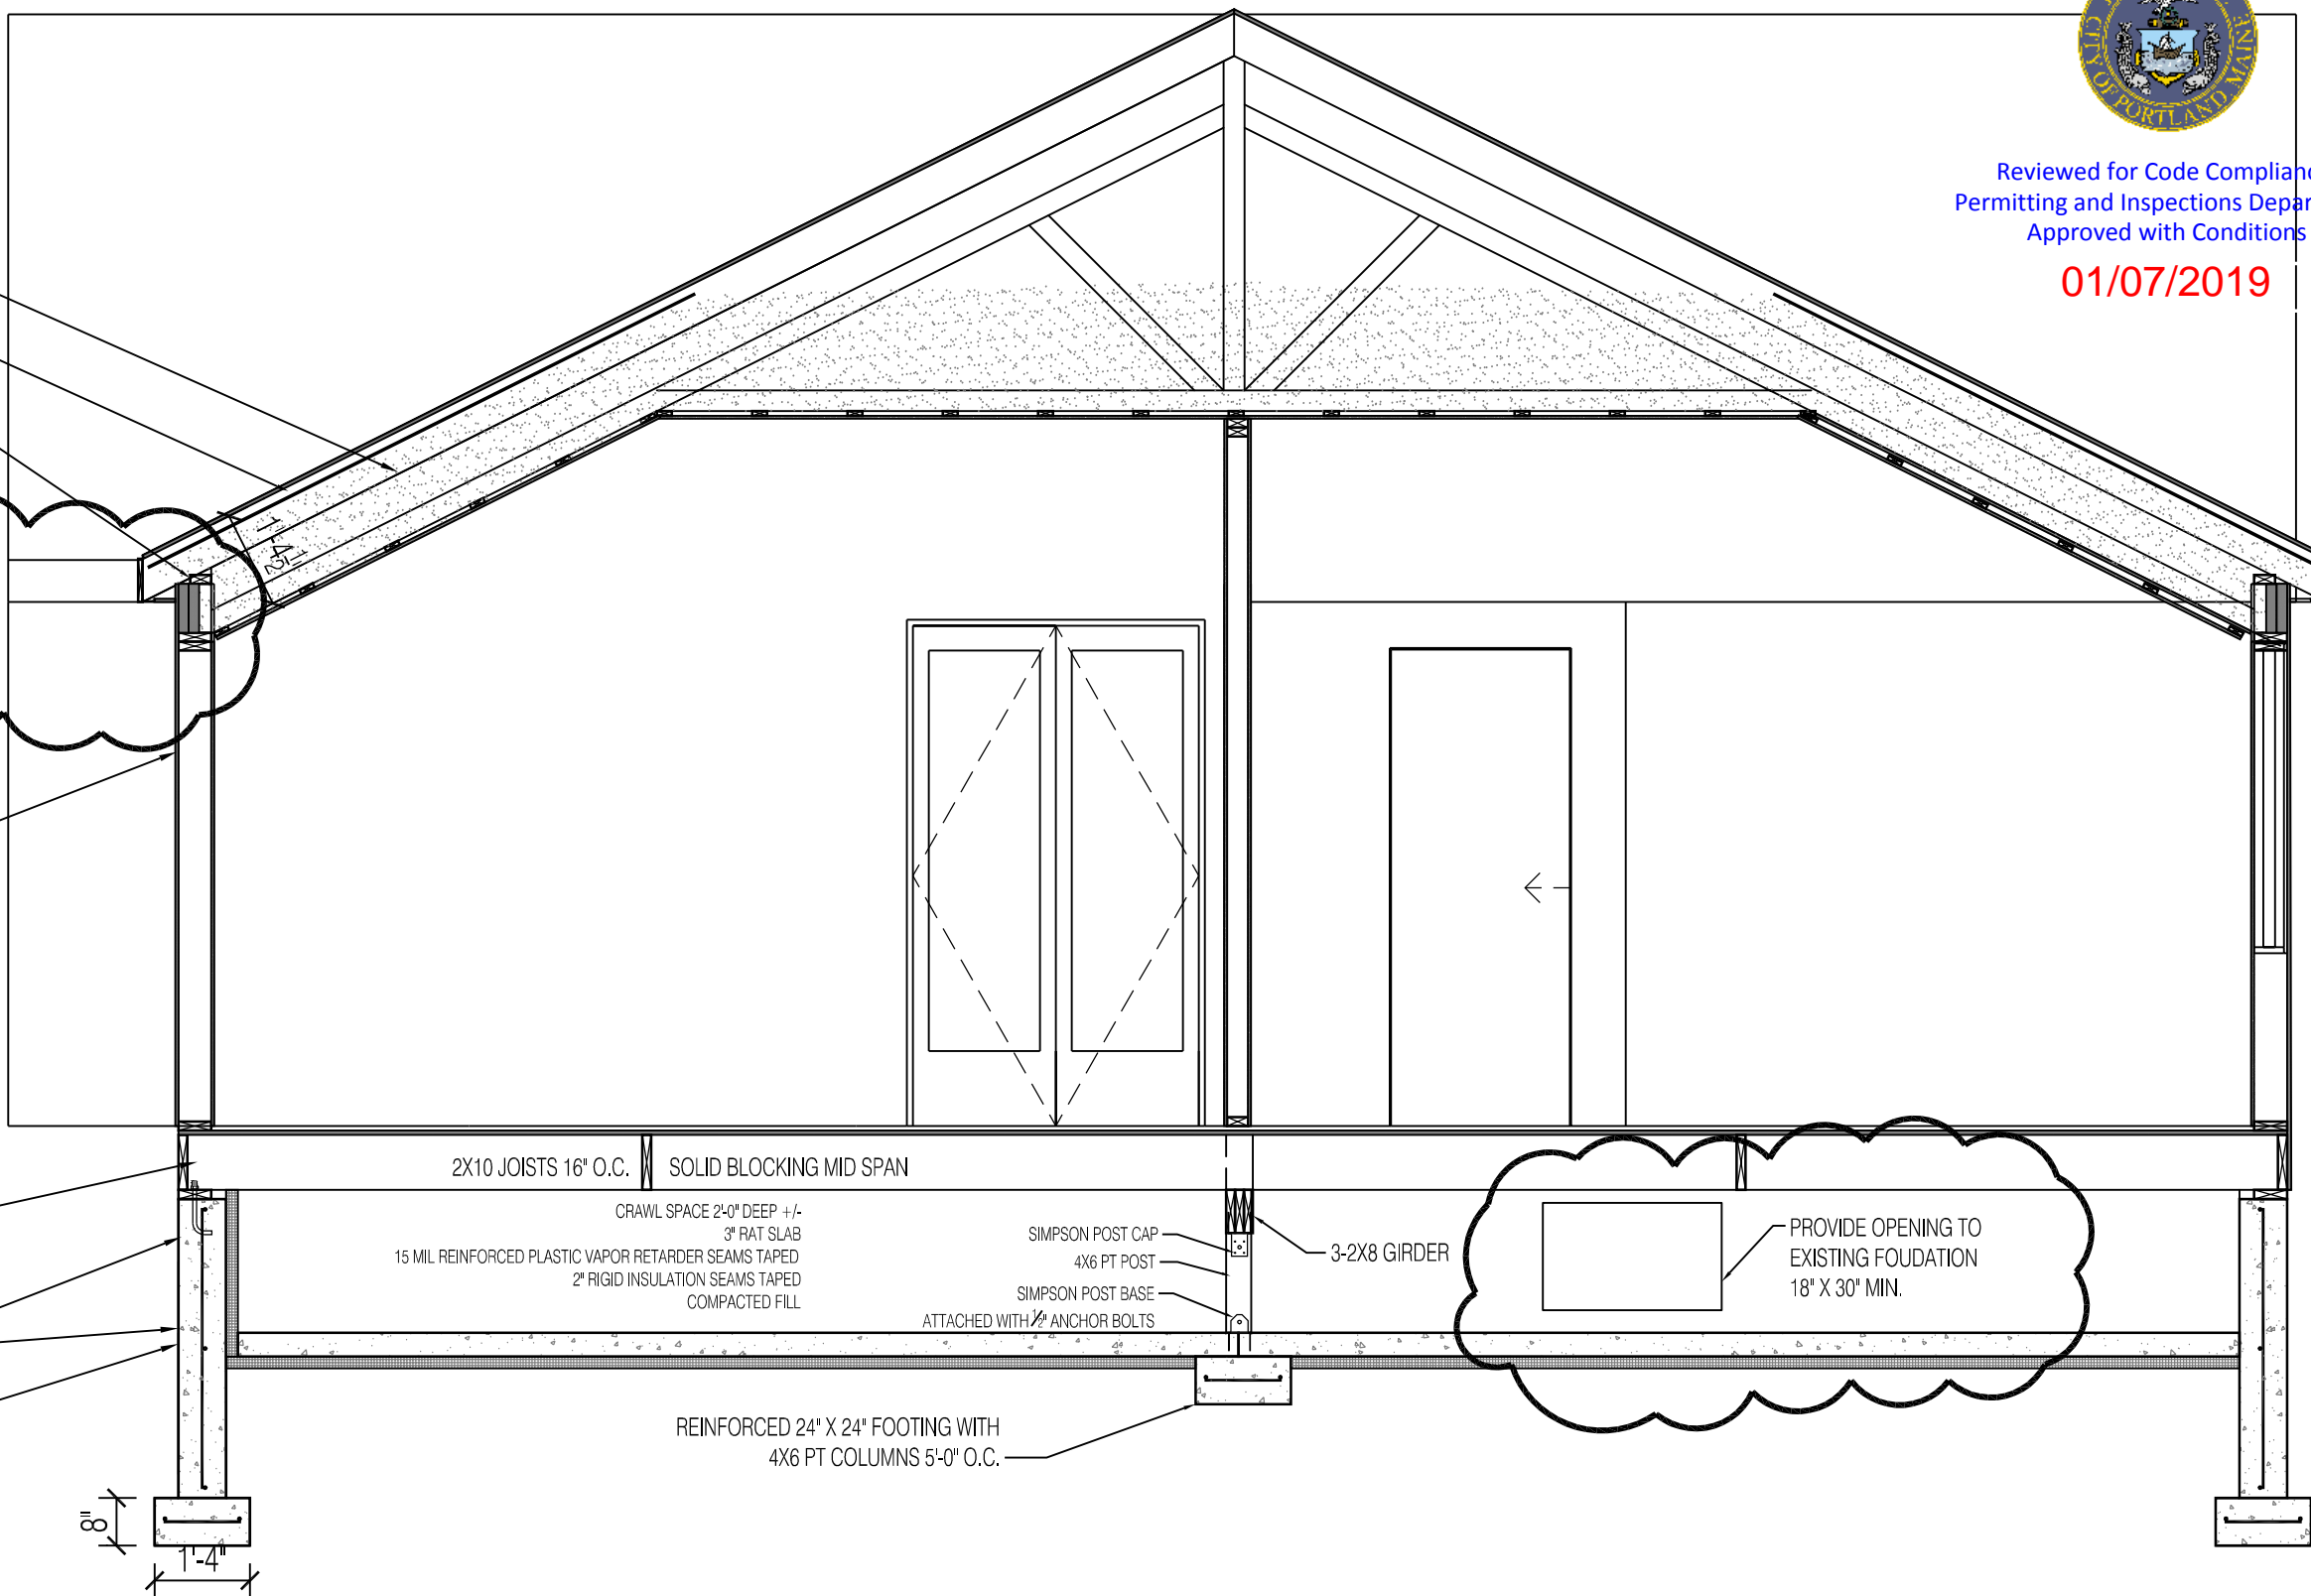 CITY OF PORTLAND, MAINE
Reviewed for Code Complianc
Permitting and Inspections Depar
Approved with Conditions
01/07/2019
1'-4 1/2"
2X10 JOISTS 16" O.C.
SOLID BLOCKING MID SPAN
CRAWL SPACE 2'-0" DEEP +/-
3" RAT SLAB
15 MIL REINFORCED PLASTIC VAPOR RETARDER SEAMS TAPED
2" RIGID INSULATION SEAMS TAPED
COMPACTED FILL
SIMPSON POST CAP
4X6 PT POST
SIMPSON POST BASE
ATTACHED WITH 1/2" ANCHOR BOLTS
3-2X8 GIRDER
PROVIDE OPENING TO
EXISTING FOUDATION
18" X 30" MIN.
REINFORCED 24" X 24" FOOTING WITH
4X6 PT COLUMNS 5'-0" O.C.
8"
1'-4"